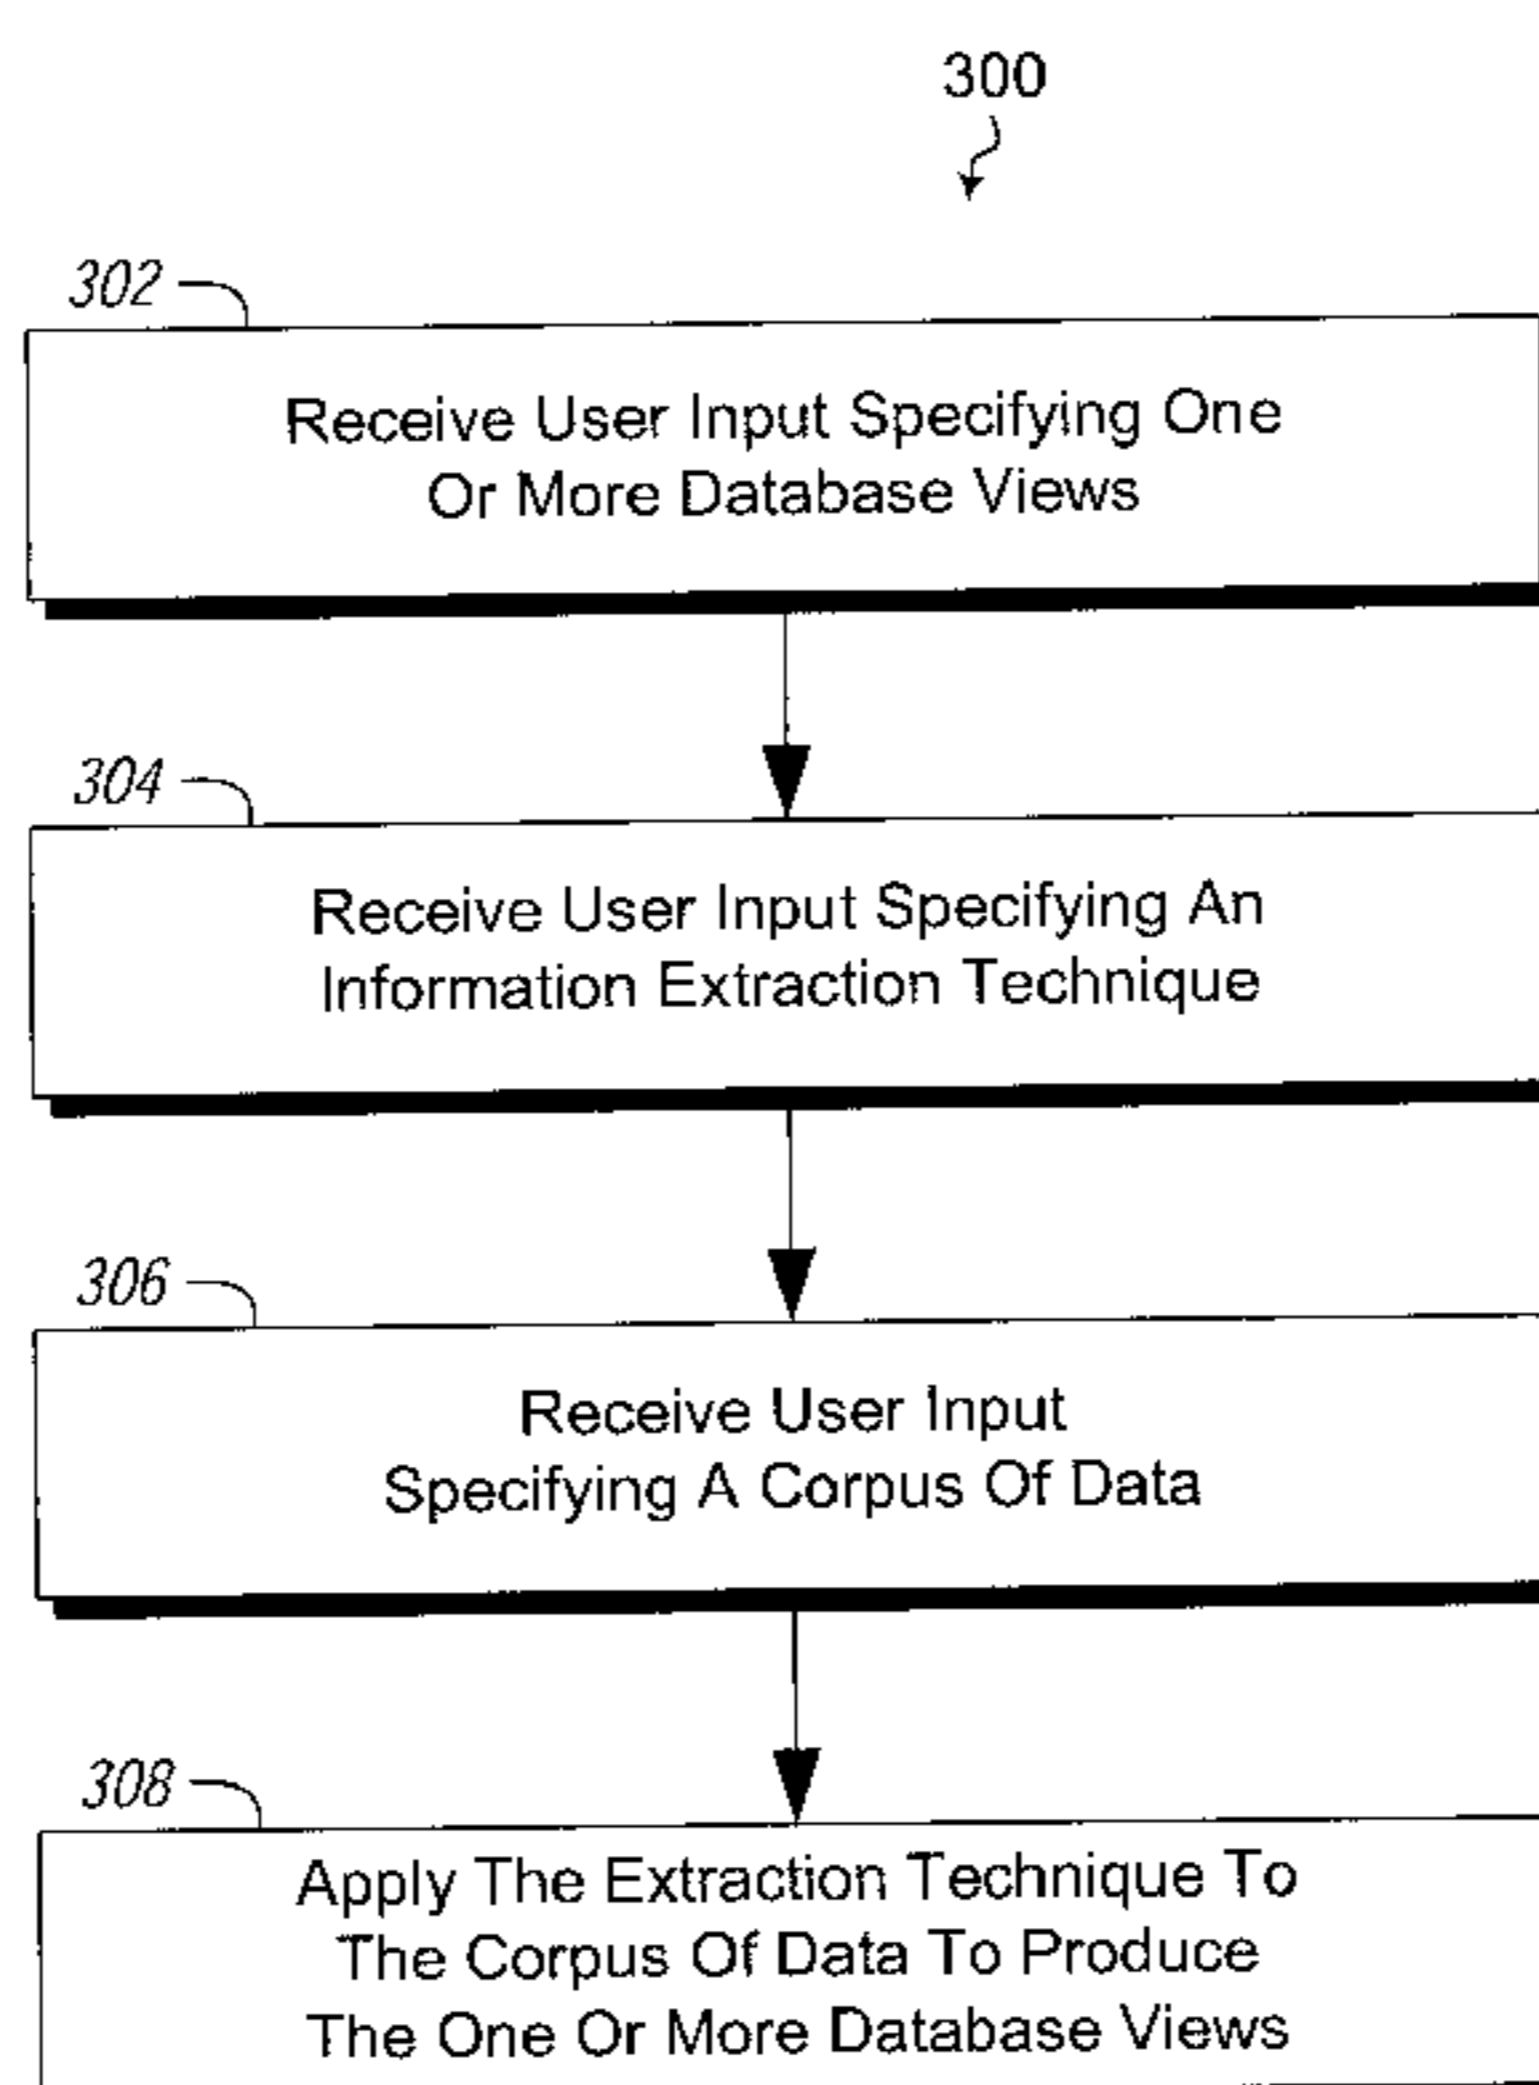 300
302
Receive User Input Specifying One
Or More Database Views
304
Receive User Input Specifying An
Information Extraction Technique
306
Receive User Input
Specifying A Corpus Of Data
308
Apply The Extraction Technique To
The Corpus Of Data To Produce
The One Or More Database Views